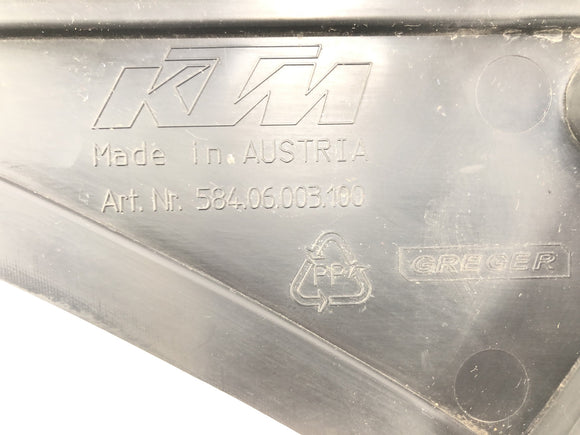 KTM
Made in AUSTRIA
Art. Nr. 584.06.003.100
PP
GREGER